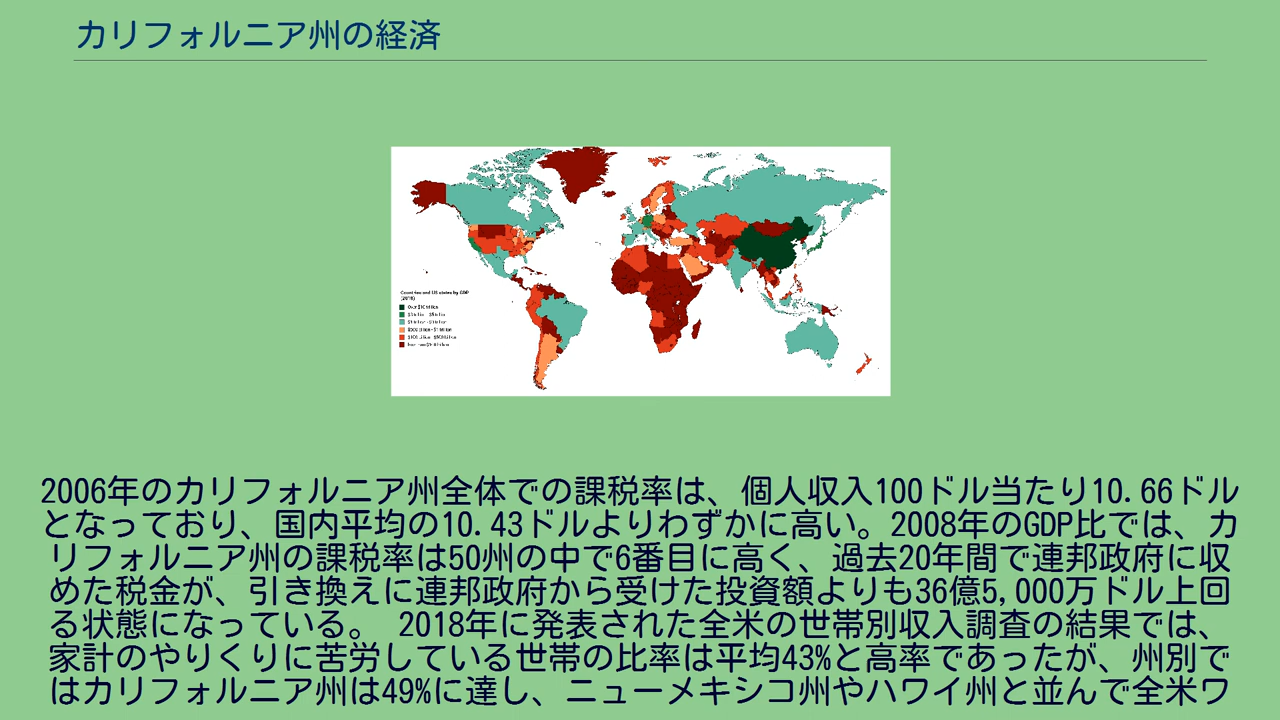 カリフォルニア州の経済
Countries and US states by GDP
(2018)
2006年のカリフォルニア州全体での課税率は、個人収入100ドル当たり10.66ドル
となっており、国内平均の10.43ドルよりわずかに高い。2008年のGDP比では、カ
リフォルニア州の課税率は50州の中で6番目に高く、過去20年間で連邦政府に収
めた税金が、引き換えに連邦政府から受けた投資額よりも36億5,000万ドル上回
る状態になっている。 2018年に発表された全米の世帯別収入調査の結果では、
家計のやりくりに苦労している世帯の比率は平均43%と高率であったが、州別で
はカリフォルニア州は49%に達し、ニューメキシコ州やハワイ州と並んで全米ワ